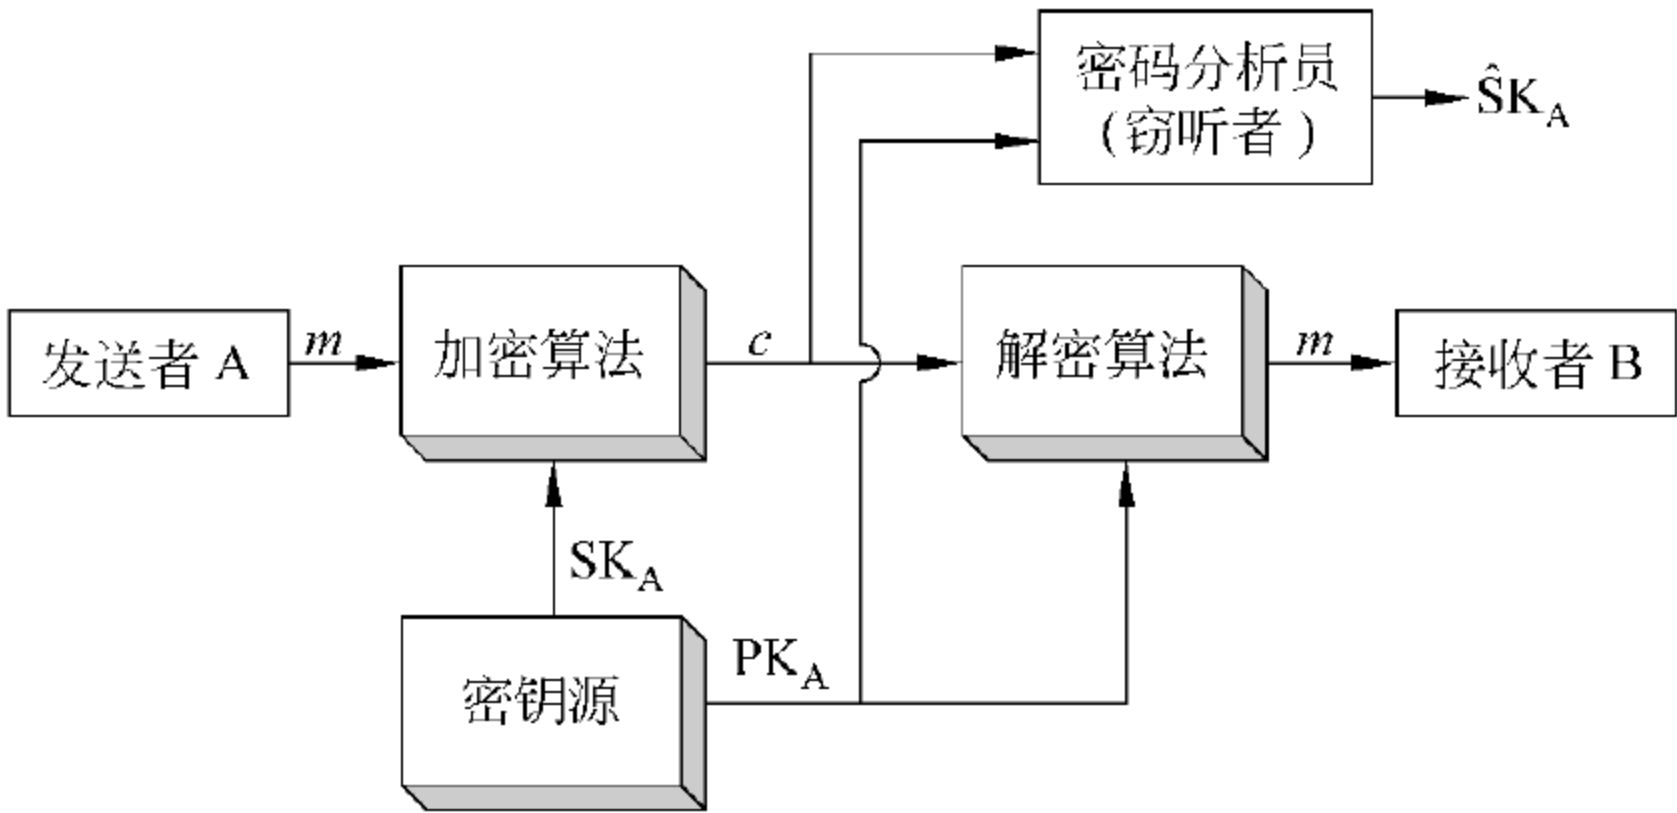 密码分析员
(窃听者)
ŜK_A
发送者 A
m
加密算法
c
解密算法
m
接收者 B
SK_A
PK_A
密钥源